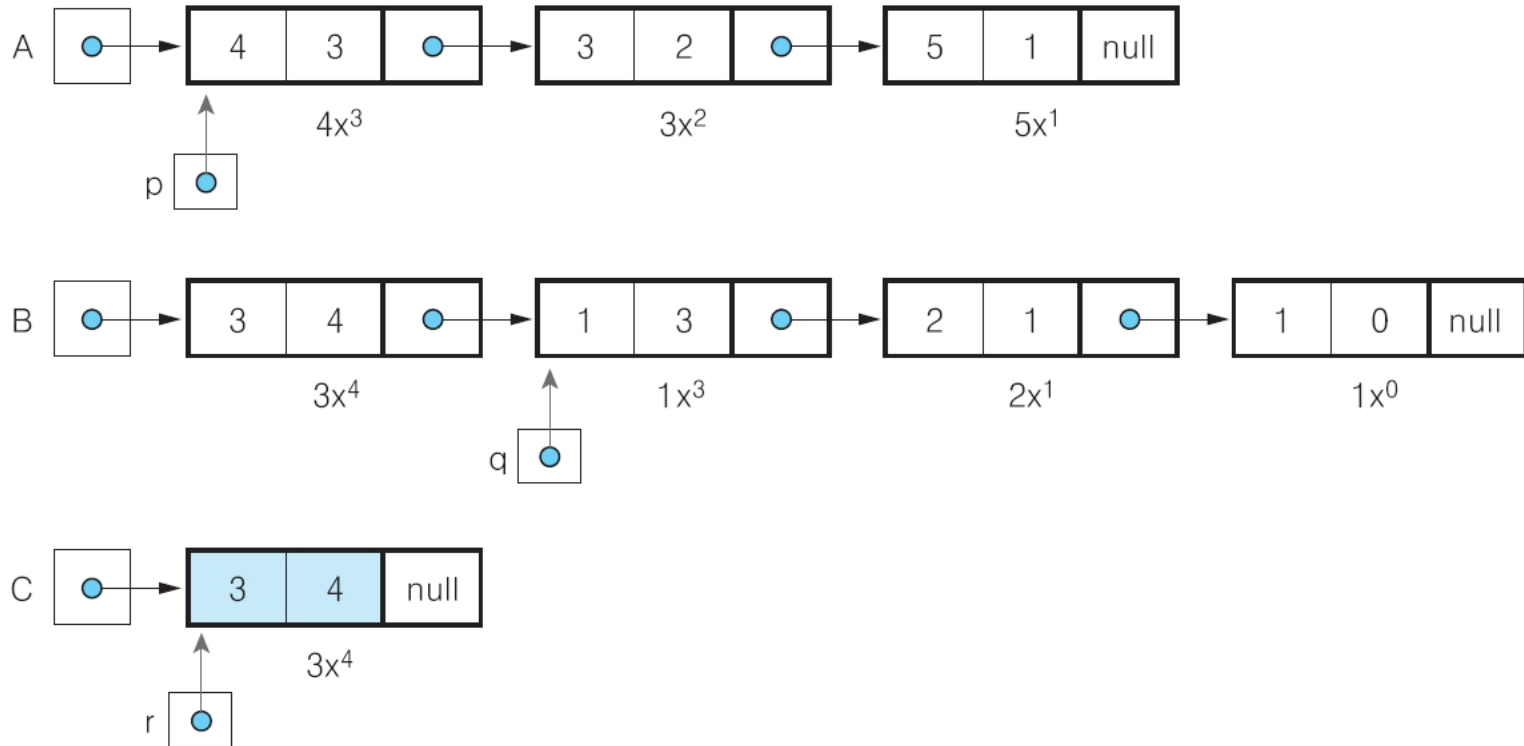 A 4 3 3 2 5 1 null
4x³ 3x² 5x¹
p
B 3 4 1 3 2 1 1 0 null
3x⁴ 1x³ 2x¹ 1x⁰
q
C 3 4 null
3x⁴
r